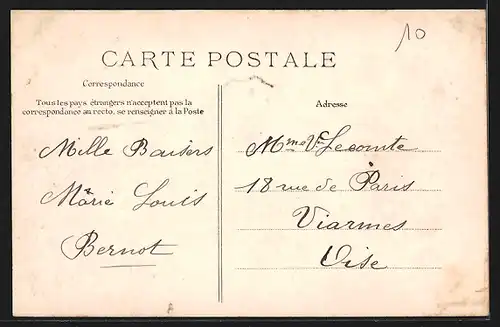 10
CARTE POSTALE
Correspondance
Tous les pays étrangers n'acceptent pas la
correspondance au recto, se renseigner à la Poste
Mille Baisers
Marie Louis
Bernot
Adresse
Mme Ve Lecomte
18 rue de Paris
Viarmes
Oise